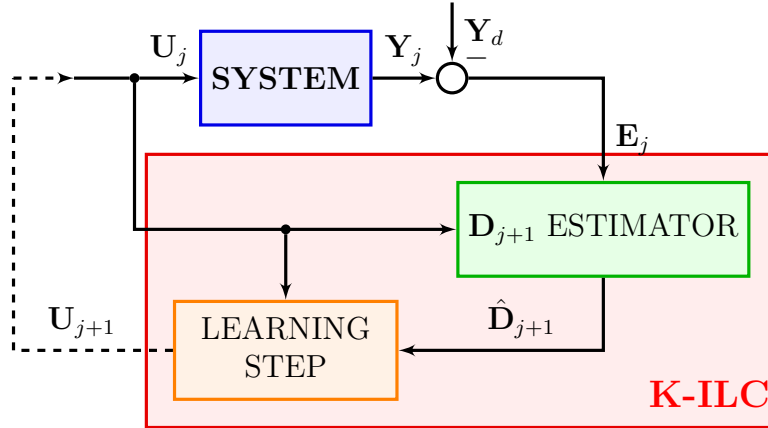 U_j
SYSTEM
Y_j
Y_d
−
E_j
D_{j+1} ESTIMATOR
U_{j+1}
LEARNING
STEP
D̂_{j+1}
K-ILC